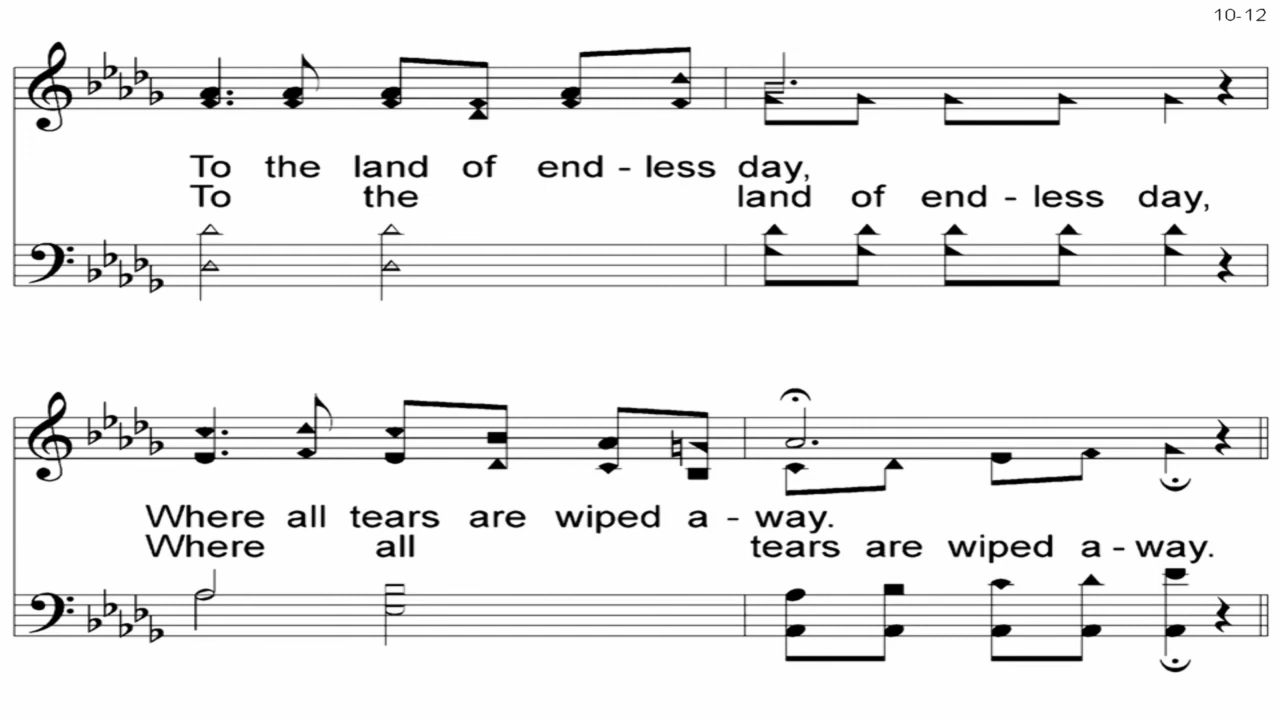 10-12
To the land of end - less day,
To the land of end - less day,
Where all tears are wiped a - way.
Where all tears are wiped a - way.